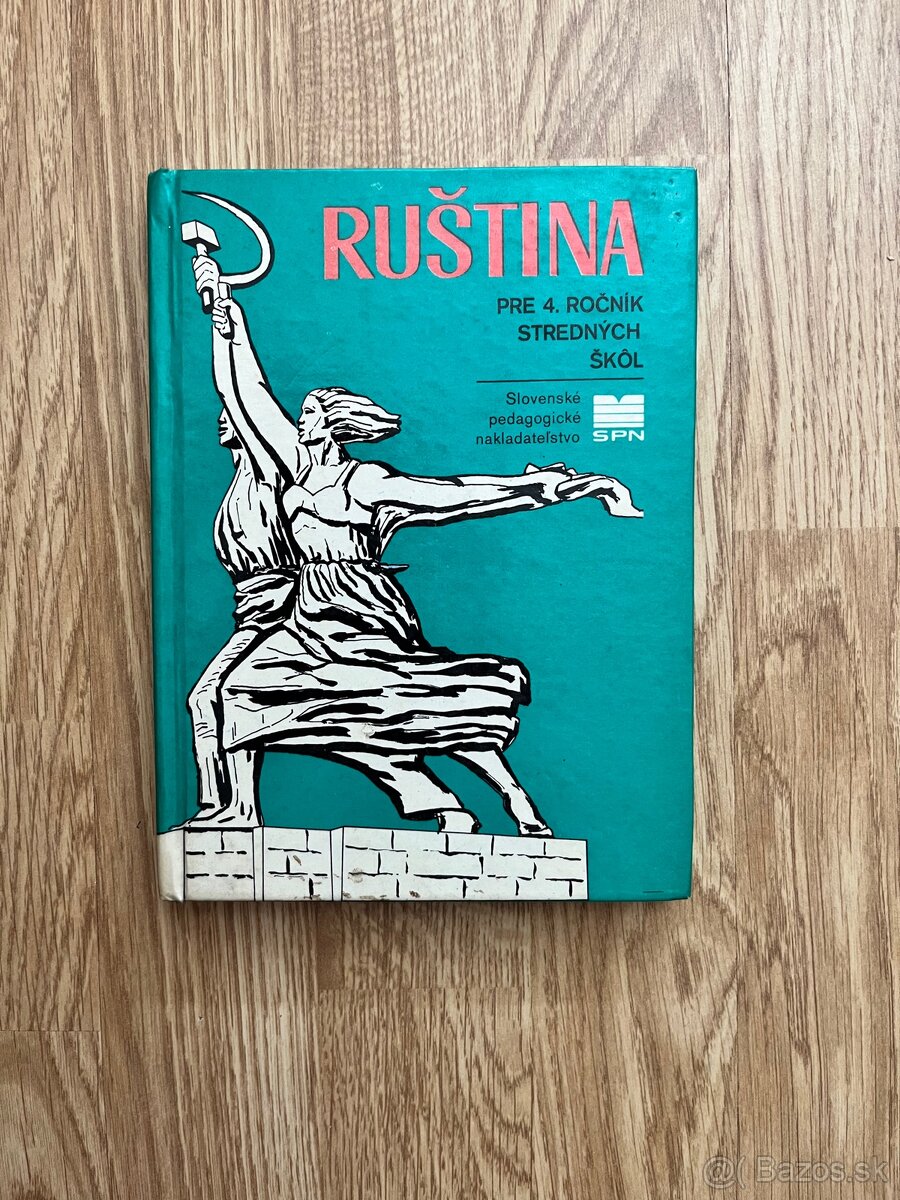 RUŠTINA
PRE 4. ROČNÍK
STREDNÝCH
ŠKÔL
Slovenské
pedagogické
nakladateľstvo
SPN
@( Bazos.sk